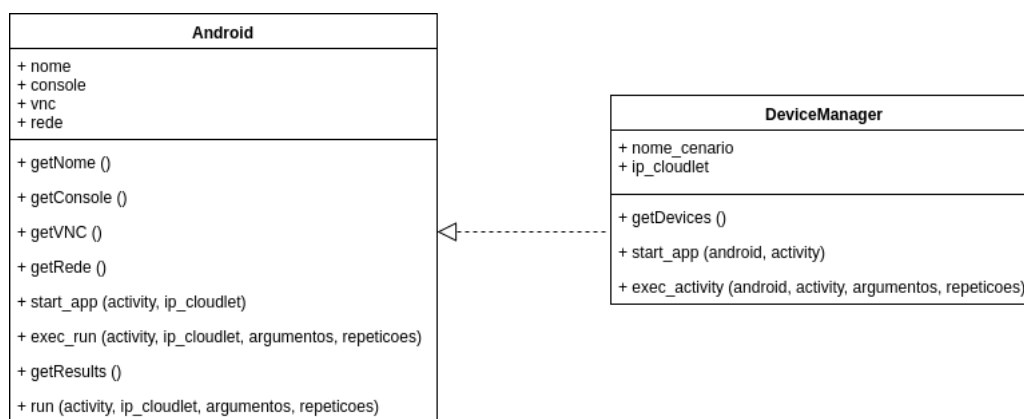 Android
+ nome
+ console
+ vnc
+ rede
+ getNome ()
+ getConsole ()
+ getVNC ()
+ getRede ()
+ start_app (activity, ip_cloudlet)
+ exec_run (activity, ip_cloudlet, argumentos, repeticoes)
+ getResults ()
+ run (activity, ip_cloudlet, argumentos, repeticoes)
DeviceManager
+ nome_cenario
+ ip_cloudlet
+ getDevices ()
+ start_app (android, activity)
+ exec_activity (android, activity, argumentos, repeticoes)